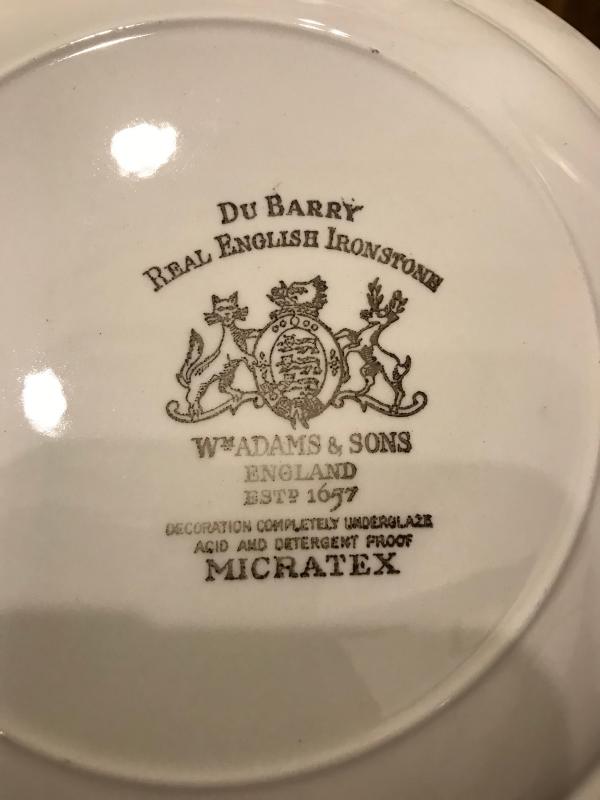 DU BARRY
REAL ENGLISH IRONSTONE
Wᴹ ADAMS & SONS
ENGLAND
ESTᴰ 1657
DECORATION COMPLETELY UNDERGLAZE
ACID AND DETERGENT PROOF
MICRATEX